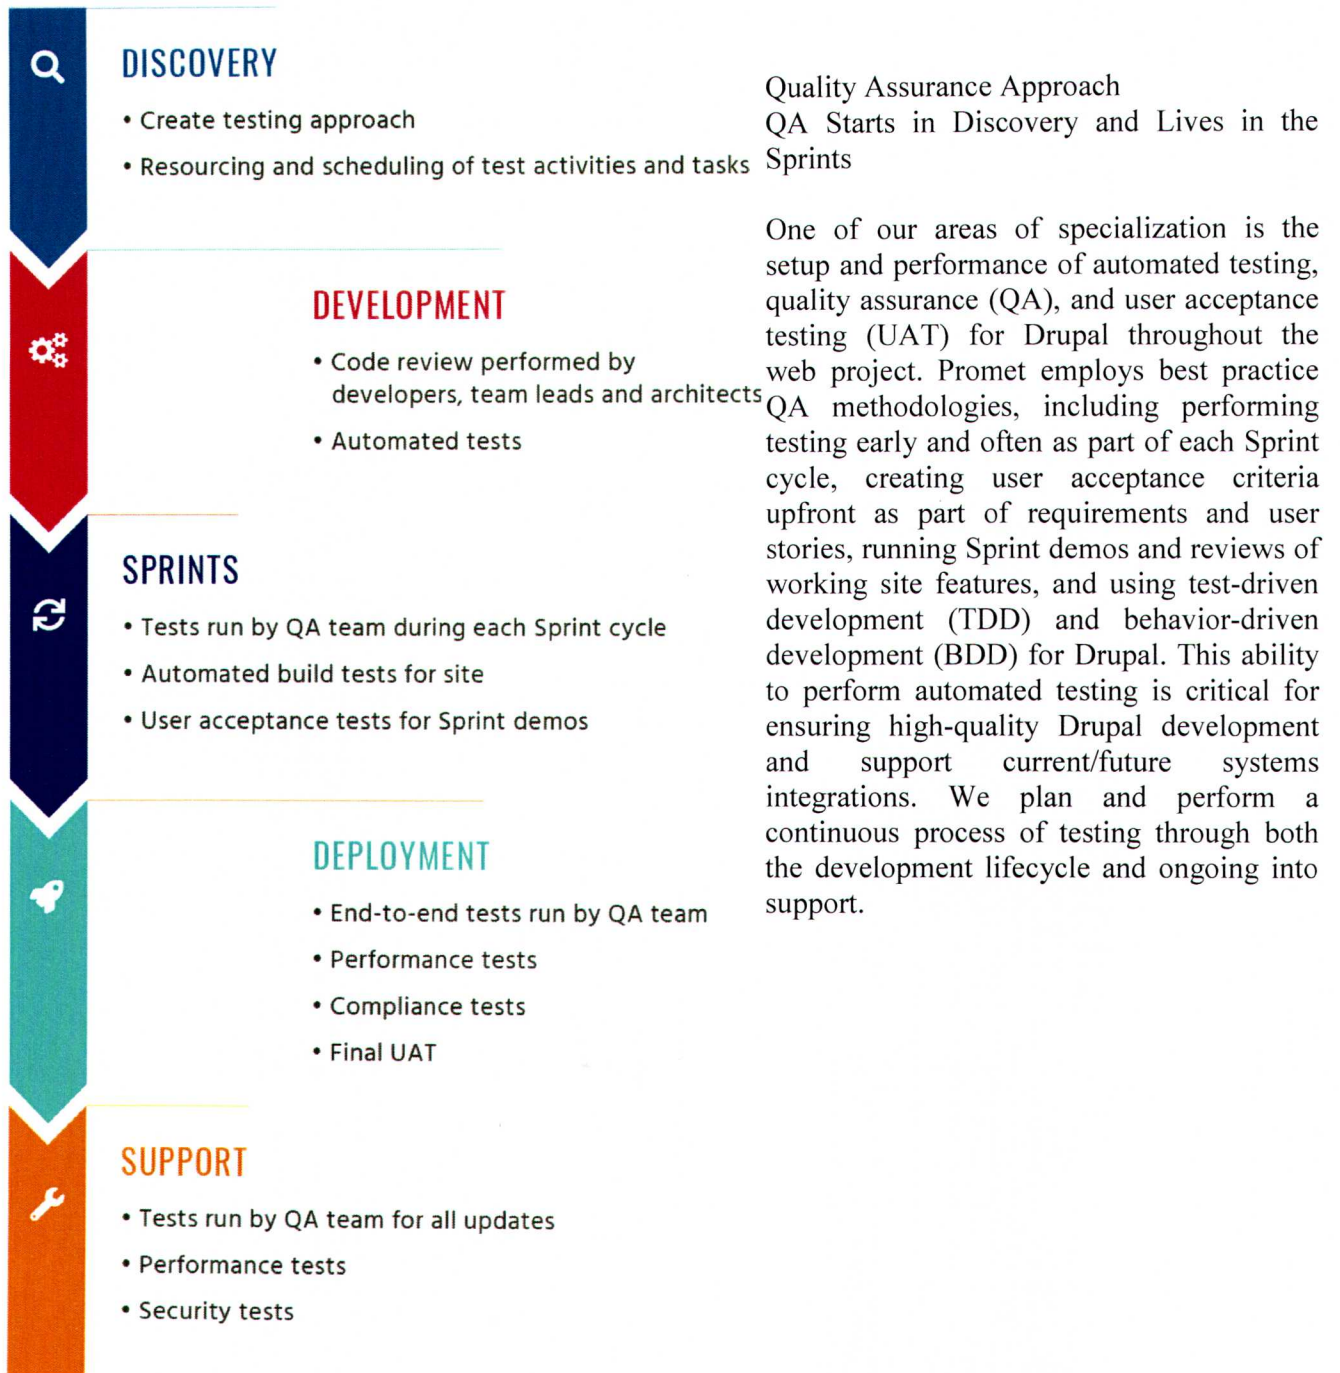 DISCOVERY
• Create testing approach
• Resourcing and scheduling of test activities and tasks
DEVELOPMENT
• Code review performed by
developers, team leads and architects
• Automated tests
SPRINTS
• Tests run by QA team during each Sprint cycle
• Automated build tests for site
• User acceptance tests for Sprint demos
DEPLOYMENT
• End-to-end tests run by QA team
• Performance tests
• Compliance tests
• Final UAT
SUPPORT
• Tests run by QA team for all updates
• Performance tests
• Security tests
Quality Assurance Approach
QA Starts in Discovery and Lives in the
Sprints
One of our areas of specialization is the
setup and performance of automated testing,
quality assurance (QA), and user acceptance
testing (UAT) for Drupal throughout the
web project. Promet employs best practice
QA methodologies, including performing
testing early and often as part of each Sprint
cycle, creating user acceptance criteria
upfront as part of requirements and user
stories, running Sprint demos and reviews of
working site features, and using test-driven
development (TDD) and behavior-driven
development (BDD) for Drupal. This ability
to perform automated testing is critical for
ensuring high-quality Drupal development
and support current/future systems
integrations. We plan and perform a
continuous process of testing through both
the development lifecycle and ongoing into
support.